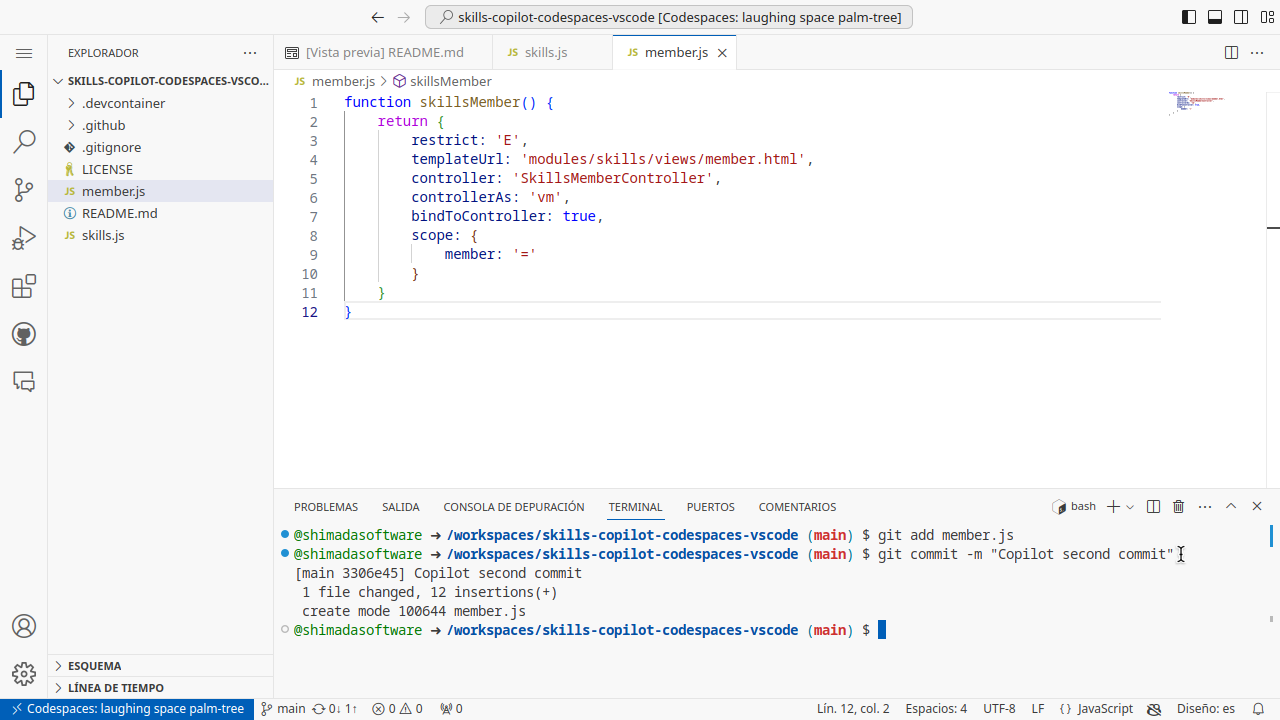 skills-copilot-codespaces-vscode [Codespaces: laughing space palm-tree]
EXPLORADOR
SKILLS-COPILOT-CODESPACES-VSCO...
.devcontainer
.github
.gitignore
LICENSE
JS member.js
README.md
JS skills.js
ESQUEMA
LÍNEA DE TIEMPO
[Vista previa] README.md
JS skills.js
JS member.js
JS member.js > skillsMember
1 function skillsMember() {
2 return {
3 restrict: 'E',
4 templateUrl: 'modules/skills/views/member.html',
5 controller: 'SkillsMemberController',
6 controllerAs: 'vm',
7 bindToController: true,
8 scope: {
9 member: '='
10 }
11 }
12 }
PROBLEMAS SALIDA CONSOLA DE DEPURACIÓN TERMINAL PUERTOS COMENTARIOS bash
@shimadasoftware ➜ /workspaces/skills-copilot-codespaces-vscode (main) $ git add member.js
@shimadasoftware ➜ /workspaces/skills-copilot-codespaces-vscode (main) $ git commit -m "Copilot second commit"
[main 3306e45] Copilot second commit
1 file changed, 12 insertions(+)
create mode 100644 member.js
@shimadasoftware ➜ /workspaces/skills-copilot-codespaces-vscode (main) $
Codespaces: laughing space palm-tree main 0↓ 1↑ 0 0 0 Lín. 12, col. 2 Espacios: 4 UTF-8 LF {} JavaScript Diseño: es